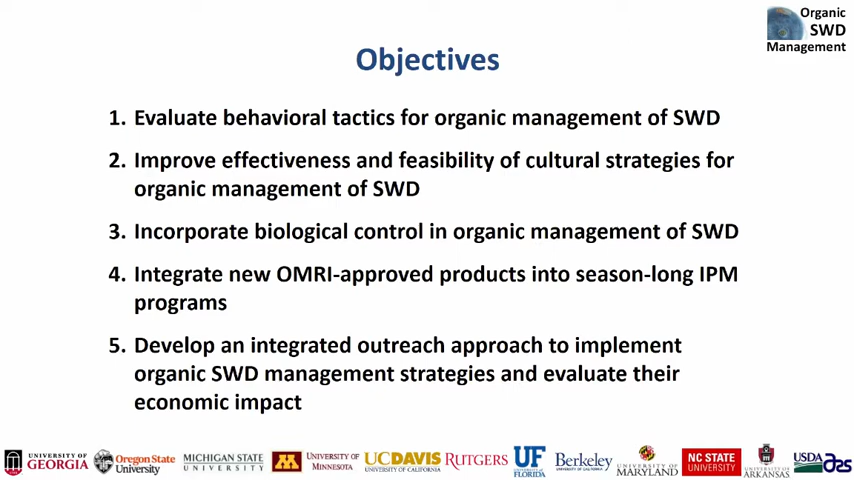 Organic
SWD
Management
Objectives
1. Evaluate behavioral tactics for organic management of SWD
2. Improve effectiveness and feasibility of cultural strategies for
organic management of SWD
3. Incorporate biological control in organic management of SWD
4. Integrate new OMRI-approved products into season-long IPM
programs
5. Develop an integrated outreach approach to implement
organic SWD management strategies and evaluate their
economic impact
UNIVERSITY OF
GEORGIA
Oregon State
University
MICHIGAN STATE
UNIVERSITY
M
UNIVERSITY OF
MINNESOTA
UCDAVIS
UNIVERSITY OF CALIFORNIA
RUTGERS
UF
UNIVERSITY of
FLORIDA
Berkeley
UNIVERSITY OF CALIFORNIA
UNIVERSITY OF
MARYLAND
NC STATE
UNIVERSITY
UNIVERSITY OF
ARKANSAS
USDA
ars